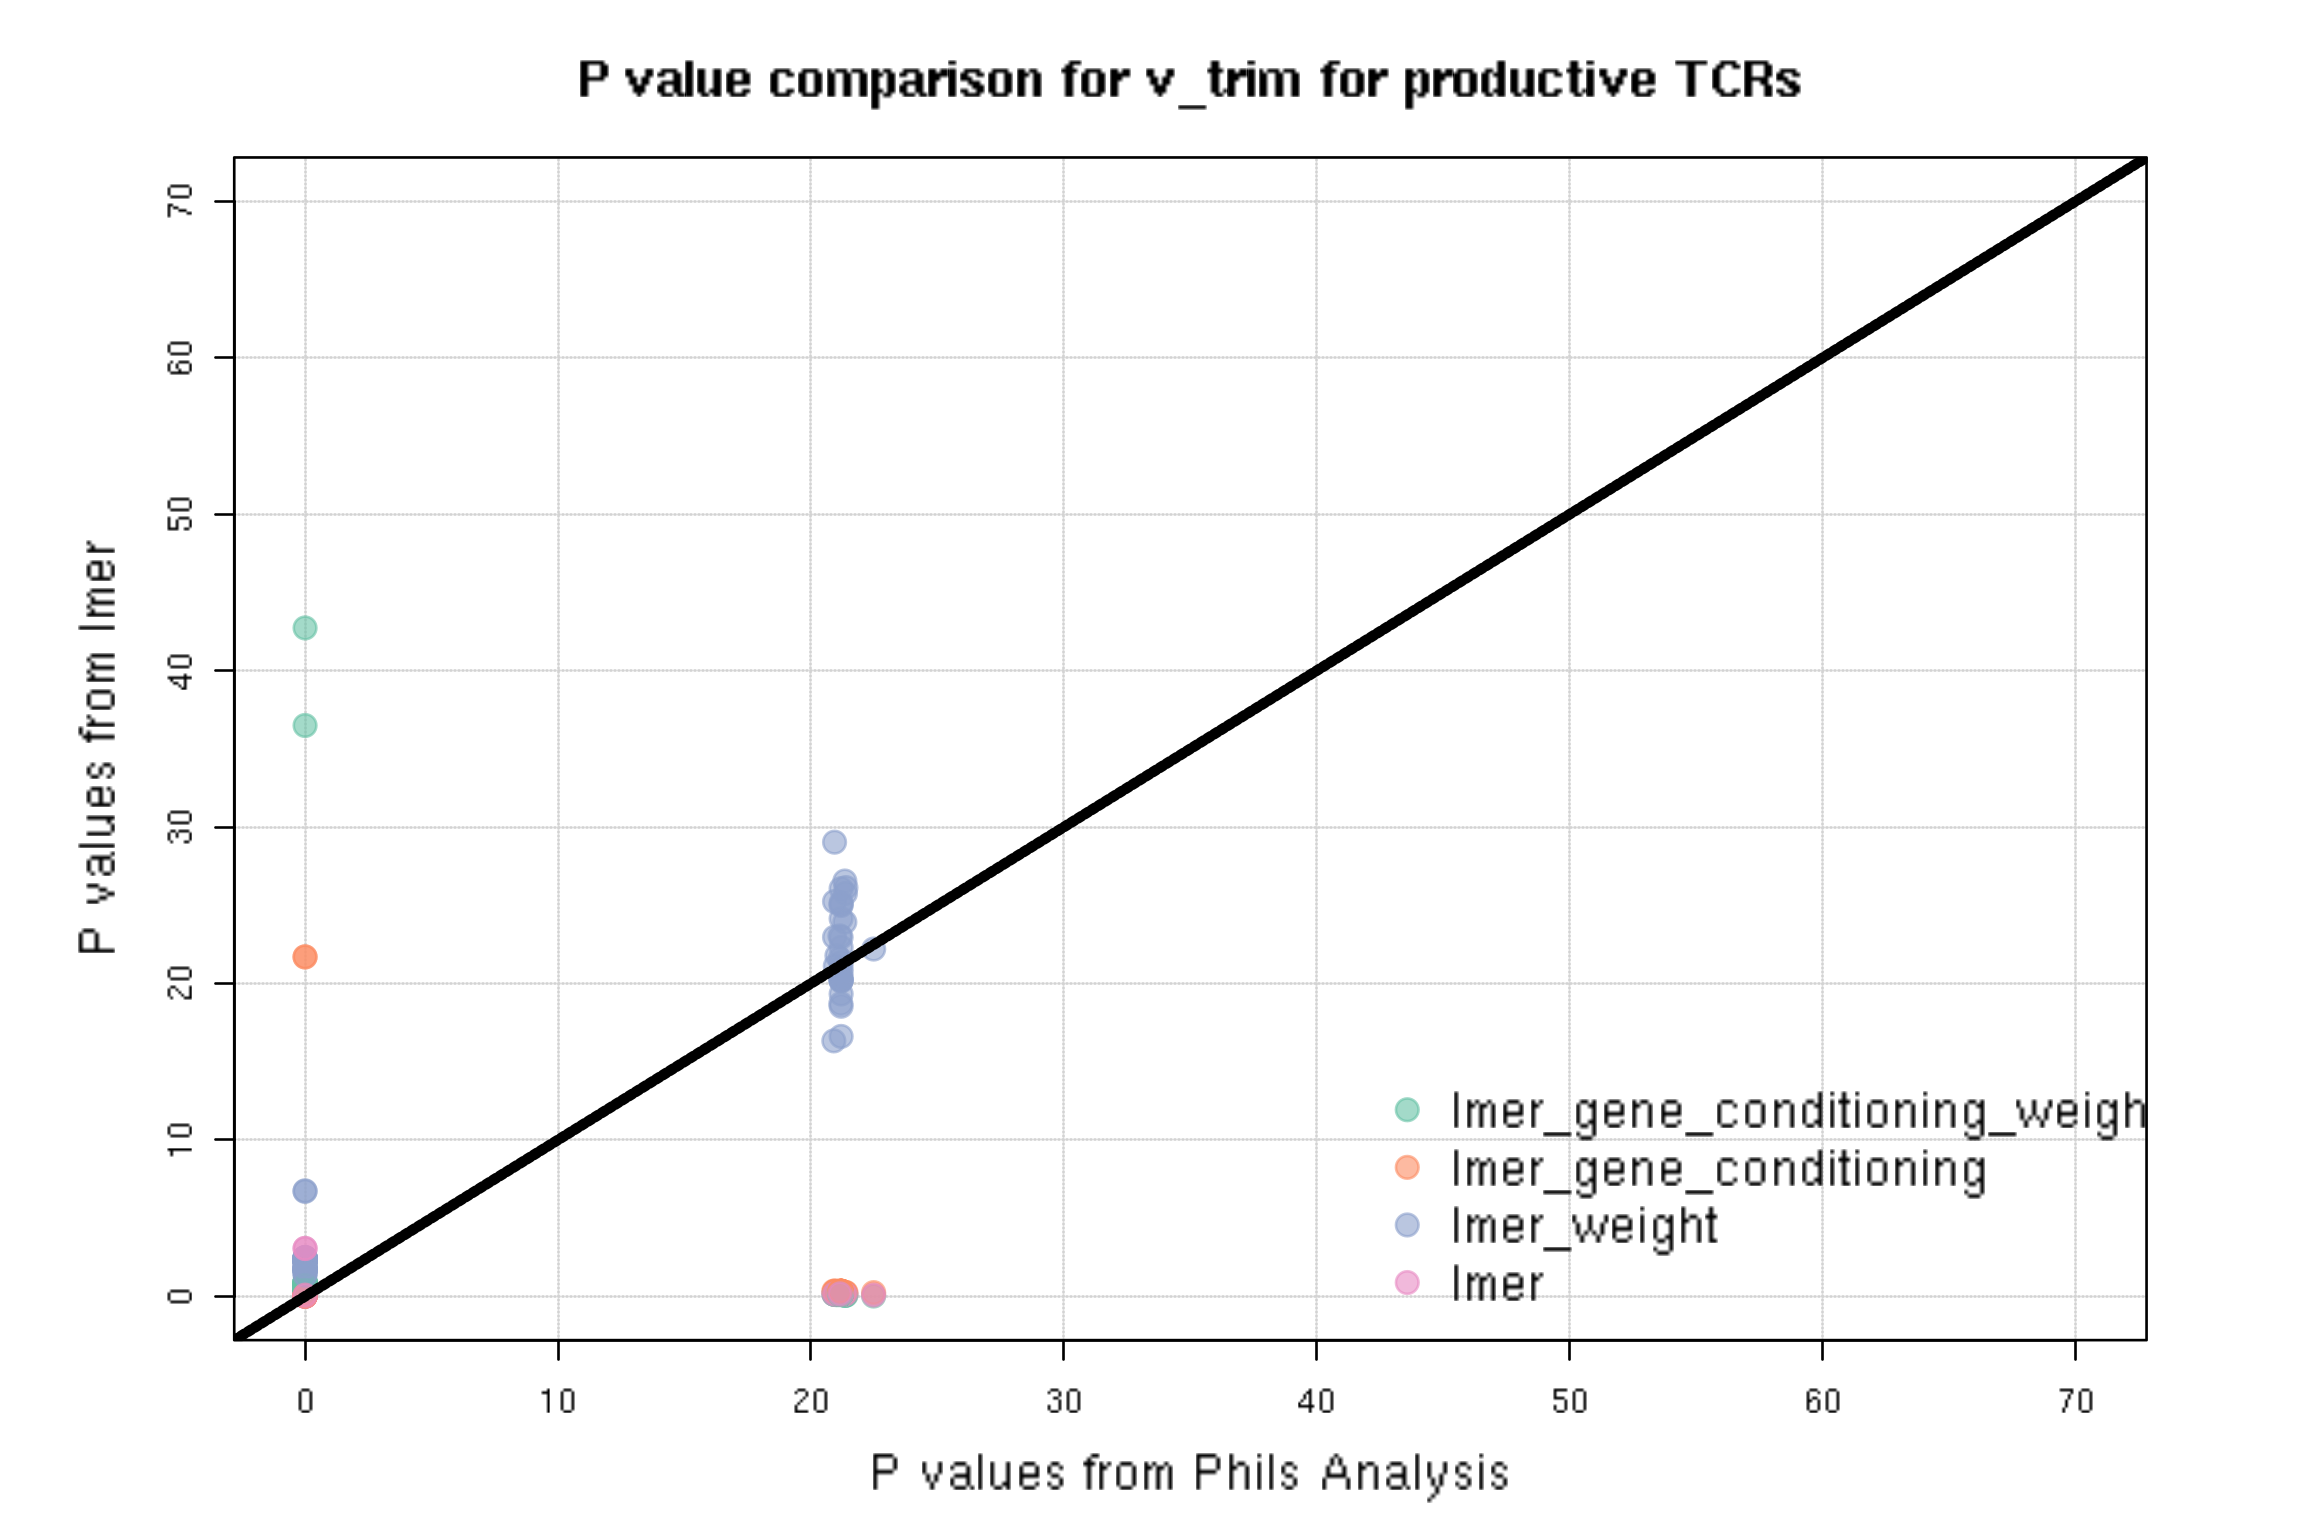 P value comparison for v_trim for productive TCRs
P values from lmer
70
60
50
40
30
20
10
0
lmer_gene_conditioning_weigh
lmer_gene_conditioning
lmer_weight
lmer
0 10 20 30 40 50 60 70
P values from Phils Analysis